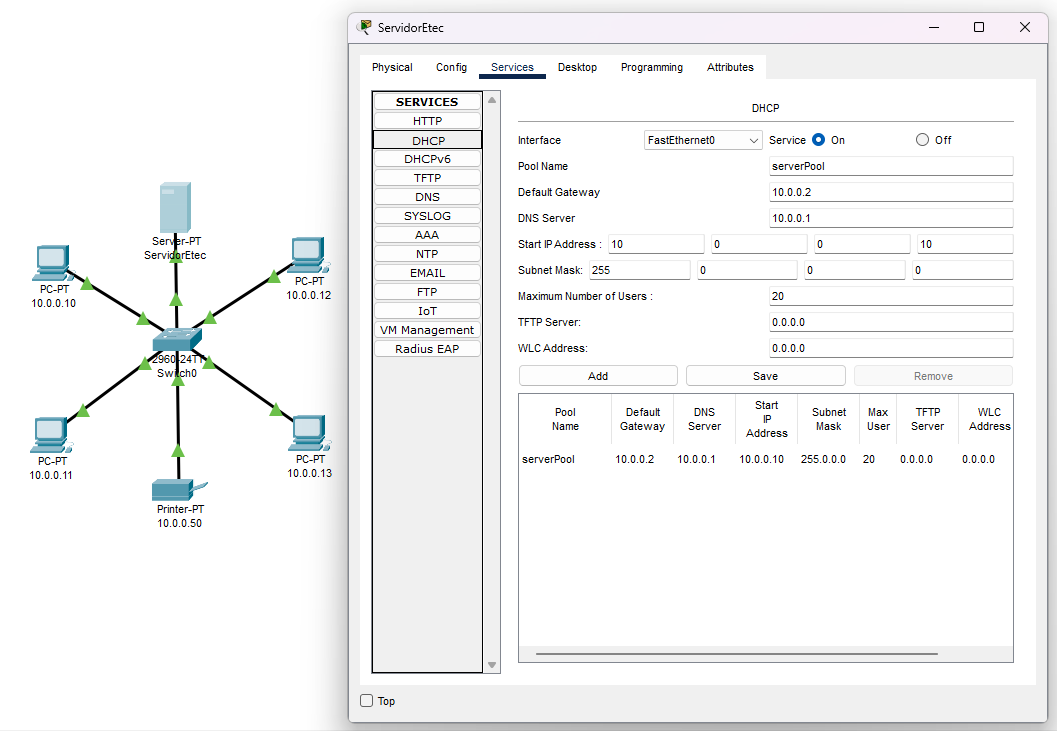 Server-PT
ServidorEtec
PC-PT
10.0.0.10
PC-PT
10.0.0.12
2960-24TT
Switch0
PC-PT
10.0.0.11
PC-PT
10.0.0.13
Printer-PT
10.0.0.50
ServidorEtec
Physical Config Services Desktop Programming Attributes
SERVICES
HTTP
DHCP
DHCPv6
TFTP
DNS
SYSLOG
AAA
NTP
EMAIL
FTP
IoT
VM Management
Radius EAP
DHCP
Interface FastEthernet0 Service On Off
Pool Name serverPool
Default Gateway 10.0.0.2
DNS Server 10.0.0.1
Start IP Address : 10 0 0 10
Subnet Mask: 255 0 0 0
Maximum Number of Users : 20
TFTP Server: 0.0.0.0
WLC Address: 0.0.0.0
Add Save Remove
Pool Name Default Gateway DNS Server Start IP Address Subnet Mask Max User TFTP Server WLC Address
serverPool 10.0.0.2 10.0.0.1 10.0.0.10 255.0.0.0 20 0.0.0.0 0.0.0.0
Top